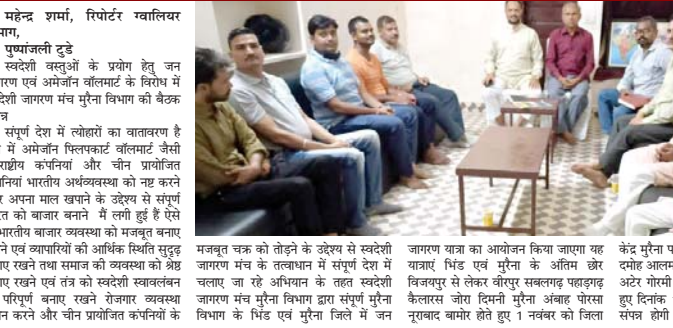 महेन्द्र शर्मा, रिपोर्टर ग्वालियर
भाग,
पुष्पांजली टुडे
स्वदेशी वस्तुओं के प्रयोग हेतु जन
गरण एवं अमेजॉन वॉलमार्ट के विरोध में
देशी जागरण मंच मुरैना विभाग की बैठक
न्न
संपूर्ण देश में त्योहारों का वातावरण है
में अमेजॉन फ्लिपकार्ट वॉलमार्ट जैसी
राष्ट्रीय कंपनियां और चीन प्रायोजित
पनियां भारतीय अर्थव्यवस्था को नष्ट करने
अपना माल खपाने के उद्देश्य से संपूर्ण
रत को बाजार बनाने में लगी हुई हैं ऐसे
भारतीय बाजार व्यवस्था को मजबूत बनाए
ने एवं व्यापारियों की आर्थिक स्थिति सुदृढ़
ाए रखने तथा समाज की व्यवस्था को श्रेष्ठ
ाए रखने एवं तंत्र को स्वदेशी स्वावलंबन
परिपूर्ण बनाए रखने रोजगार व्यवस्था
न करने और चीन प्रायोजित कंपनियों के
मजबूत चक्र को तोड़ने के उद्देश्य से स्वदेशी
जागरण मंच के तत्वाधान में संपूर्ण देश में
चलाए जा रहे अभियान के तहत स्वदेशी
जागरण मंच मुरैना विभाग द्वारा संपूर्ण मुरैना
विभाग के भिंड एवं मुरैना जिले में जन
जागरण यात्रा का आयोजन किया जाएगा यह
यात्राएं भिंड एवं मुरैना के अंतिम छोर
विजयपुर से लेकर वीरपुर सबलगढ़ पहाड़गढ़
कैलारस जोरा दिमनी मुरैना अंबाह पोरसा
नूराबाद बामोर होते हुए 1 नवंबर को जिला
केंद्र मुरैना प
दमोह आलम
अटेर गोरमी
हुए दिनांक
संपन्न होगी